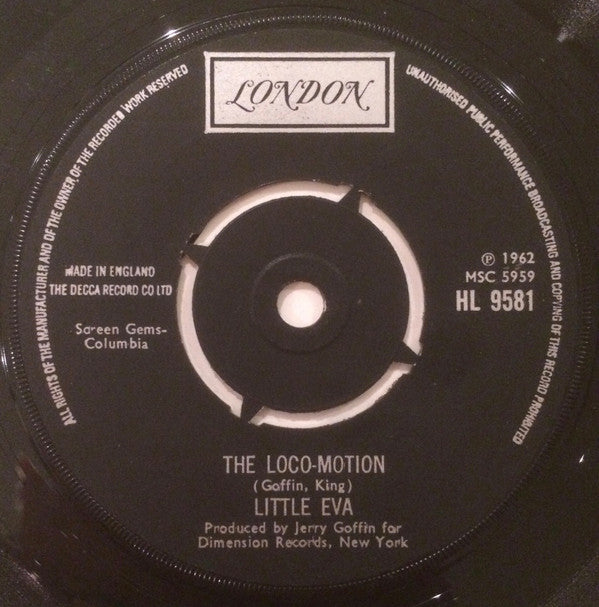 LONDON
ALL RIGHTS OF THE MANUFACTURER AND OF THE OWNER OF THE RECORDED WORK RESERVED
UNAUTHORISED PUBLIC PERFORMANCE BROADCASTING AND COPYING OF THIS RECORD PROHIBITED
MADE IN ENGLAND
THE DECCA RECORD CO LTD
Screen Gems-
Columbia
℗ 1962
MSC 5959
HL 9581
THE LOCO-MOTION
(Goffin, King)
LITTLE EVA
Produced by Jerry Goffin for
Dimension Records, New York